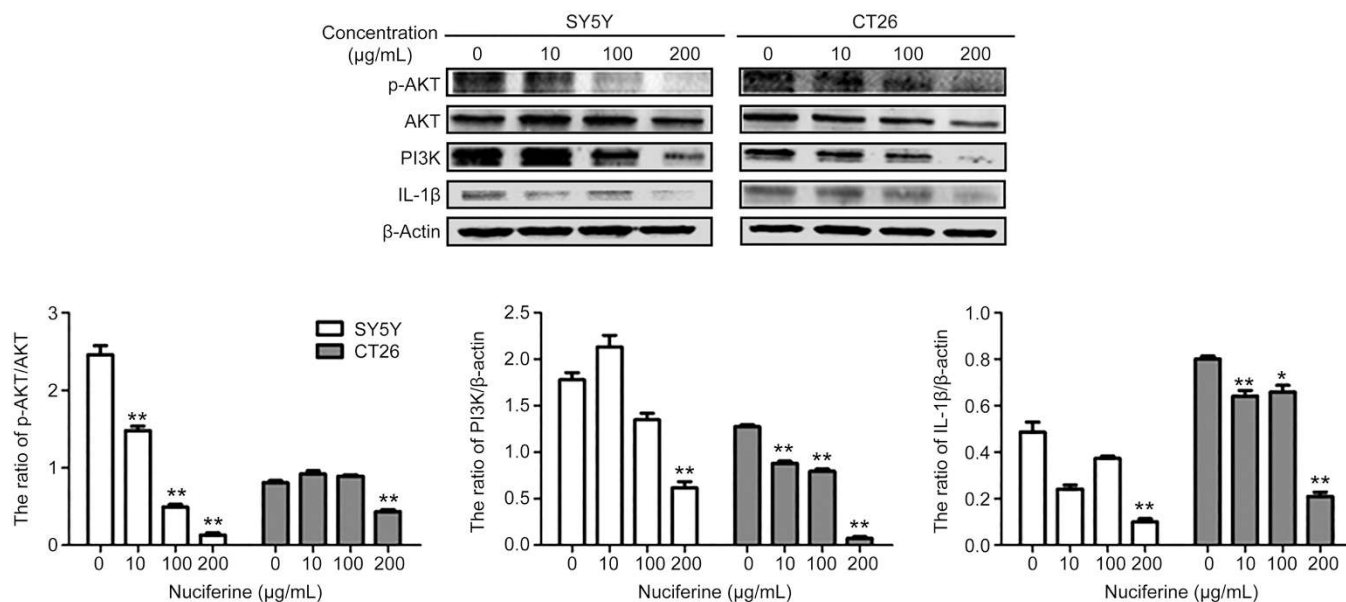 SY5Y CT26
Concentration
(µg/mL)
0 10 100 200 0 10 100 200
p-AKT
AKT
PI3K
IL-1β
β-Actin
The ratio of p-AKT/AKT
3
2
1
0
SY5Y
CT26
** ** ** **
0 10 100 200 0 10 100 200
Nuciferine (µg/mL)
The ratio of PI3K/β-actin
2.5
2.0
1.5
1.0
0.5
0.0
** ** ** **
0 10 100 200 0 10 100 200
Nuciferine (µg/mL)
The ratio of IL-1β/β-actin
1.0
0.8
0.6
0.4
0.2
0.0
** ** * **
0 10 100 200 0 10 100 200
Nuciferine (µg/mL)